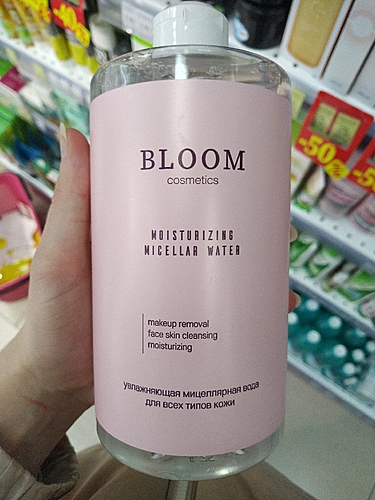 BLOOM
cosmetics
MOISTURIZING
MICELLAR WATER
makeup removal
face skin cleansing
moisturizing
увлажняющая мицеллярная вода
для всех типов кожи
-50%